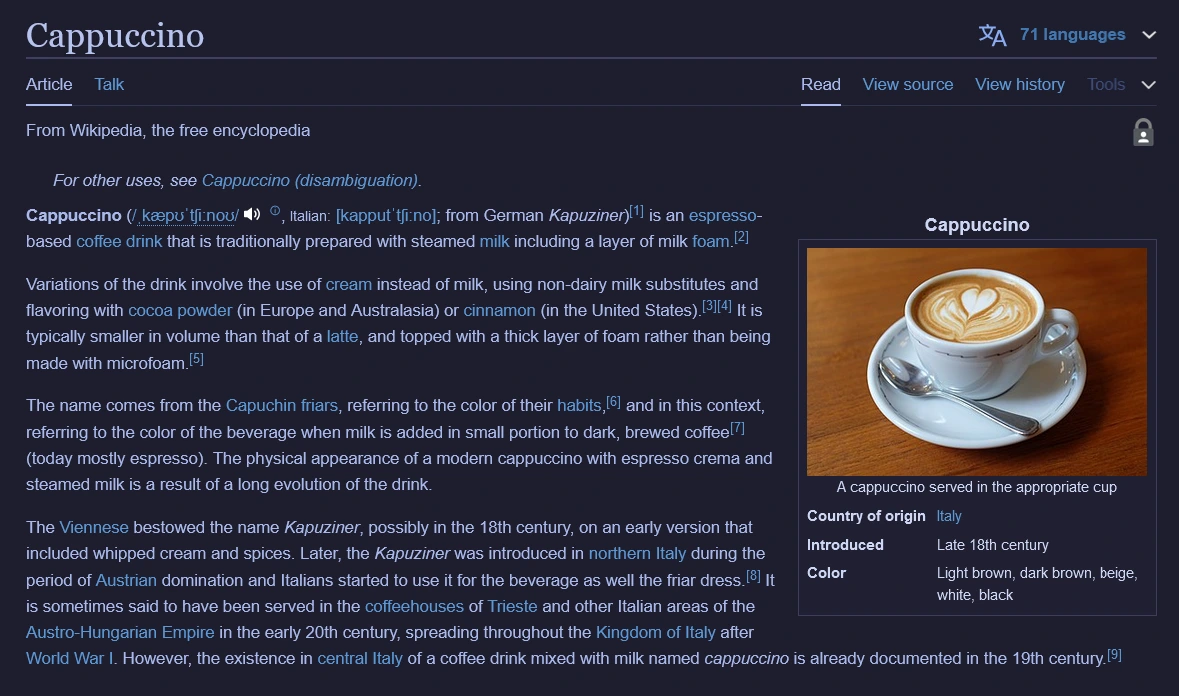 Cappuccino
71 languages
Article Talk
Read View source View history Tools
From Wikipedia, the free encyclopedia
For other uses, see Cappuccino (disambiguation).
Cappuccino (/ˌkæpʊˈtʃiːnoʊ/ ⓘ, Italian: [kapputˈtʃiːno]; from German Kapuziner)[1] is an espresso-
based coffee drink that is traditionally prepared with steamed milk including a layer of milk foam.[2]
Variations of the drink involve the use of cream instead of milk, using non-dairy milk substitutes and
flavoring with cocoa powder (in Europe and Australasia) or cinnamon (in the United States).[3][4] It is
typically smaller in volume than that of a latte, and topped with a thick layer of foam rather than being
made with microfoam.[5]
The name comes from the Capuchin friars, referring to the color of their habits,[6] and in this context,
referring to the color of the beverage when milk is added in small portion to dark, brewed coffee[7]
(today mostly espresso). The physical appearance of a modern cappuccino with espresso crema and
steamed milk is a result of a long evolution of the drink.
The Viennese bestowed the name Kapuziner, possibly in the 18th century, on an early version that
included whipped cream and spices. Later, the Kapuziner was introduced in northern Italy during the
period of Austrian domination and Italians started to use it for the beverage as well the friar dress.[8] It
is sometimes said to have been served in the coffeehouses of Trieste and other Italian areas of the
Austro-Hungarian Empire in the early 20th century, spreading throughout the Kingdom of Italy after
World War I. However, the existence in central Italy of a coffee drink mixed with milk named cappuccino is already documented in the 19th century.[9]
Cappuccino
A cappuccino served in the appropriate cup
Country of origin Italy
Introduced Late 18th century
Color Light brown, dark brown, beige,
white, black